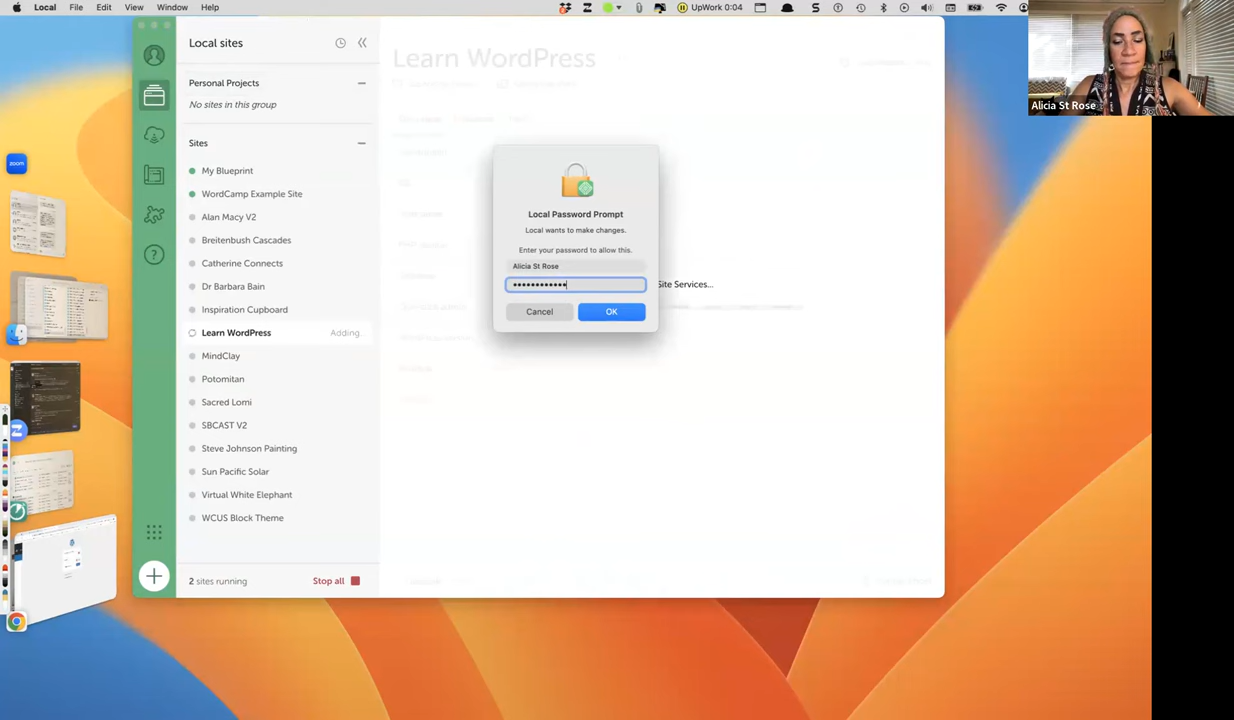 Local File Edit View Window Help
UpWork 0:04
Local sites
Personal Projects
No sites in this group
Sites
My Blueprint
WordCamp Example Site
Alan Macy V2
Breitenbush Cascades
Catherine Connects
Dr Barbara Bain
Inspiration Cupboard
Learn WordPress Adding
MindClay
Potomitan
Sacred Lomi
SBCAST V2
Steve Johnson Painting
Sun Pacific Solar
Virtual White Elephant
WCUS Block Theme
2 sites running Stop all
Learn WordPress
Local Password Prompt
Local wants to make changes.
Enter your password to allow this.
Alicia St Rose
••••••••••••
Cancel OK
Site Services...
zoom
Alicia St Rose